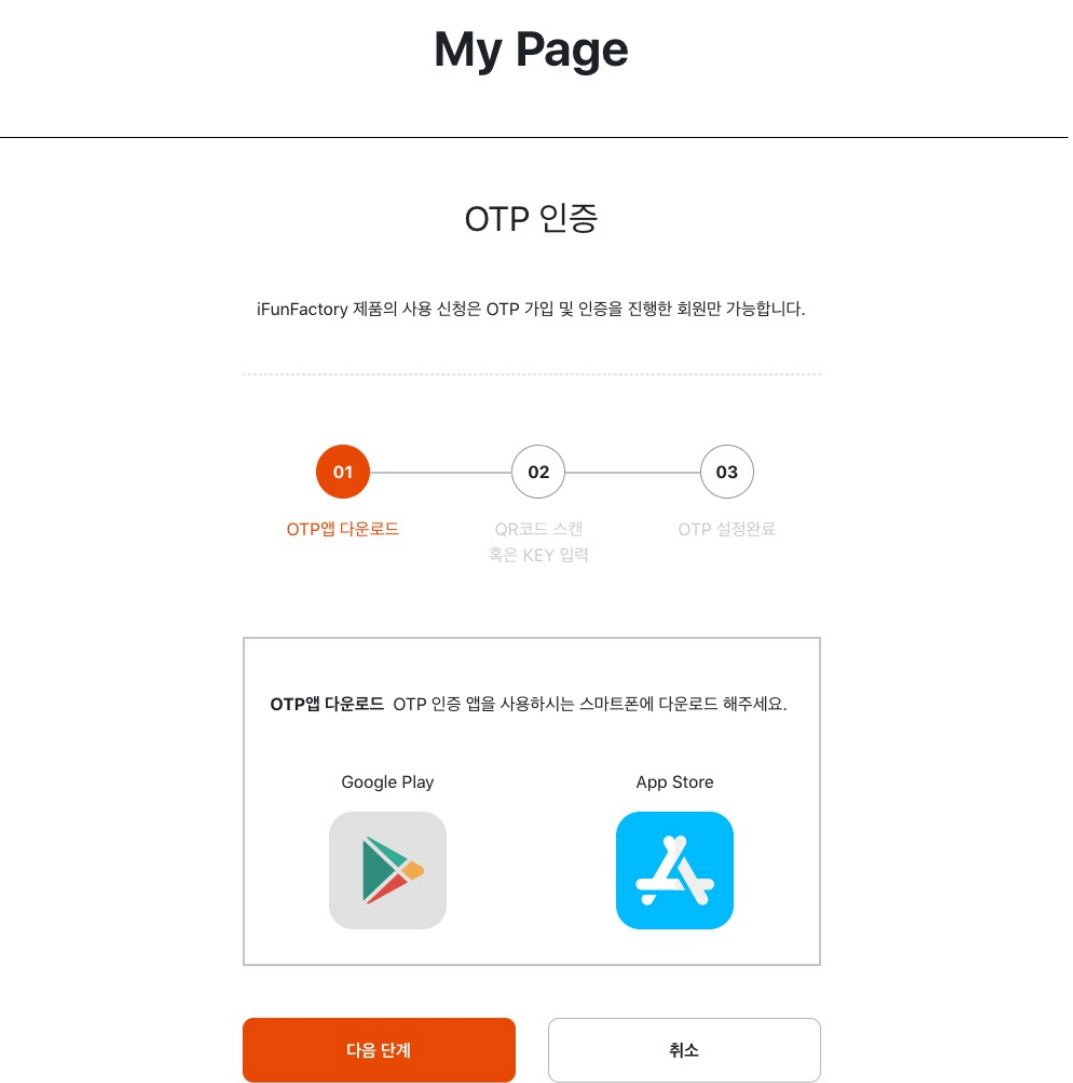 My Page
OTP 인증
iFunFactory 제품의 사용 신청은 OTP 가입 및 인증을 진행한 회원만 가능합니다.
01
02
03
OTP앱 다운로드
QR코드 스캔
혹은 KEY 입력
OTP 설정완료
OTP앱 다운로드 OTP 인증 앱을 사용하시는 스마트폰에 다운로드 해주세요.
Google Play
App Store
다음 단계
취소